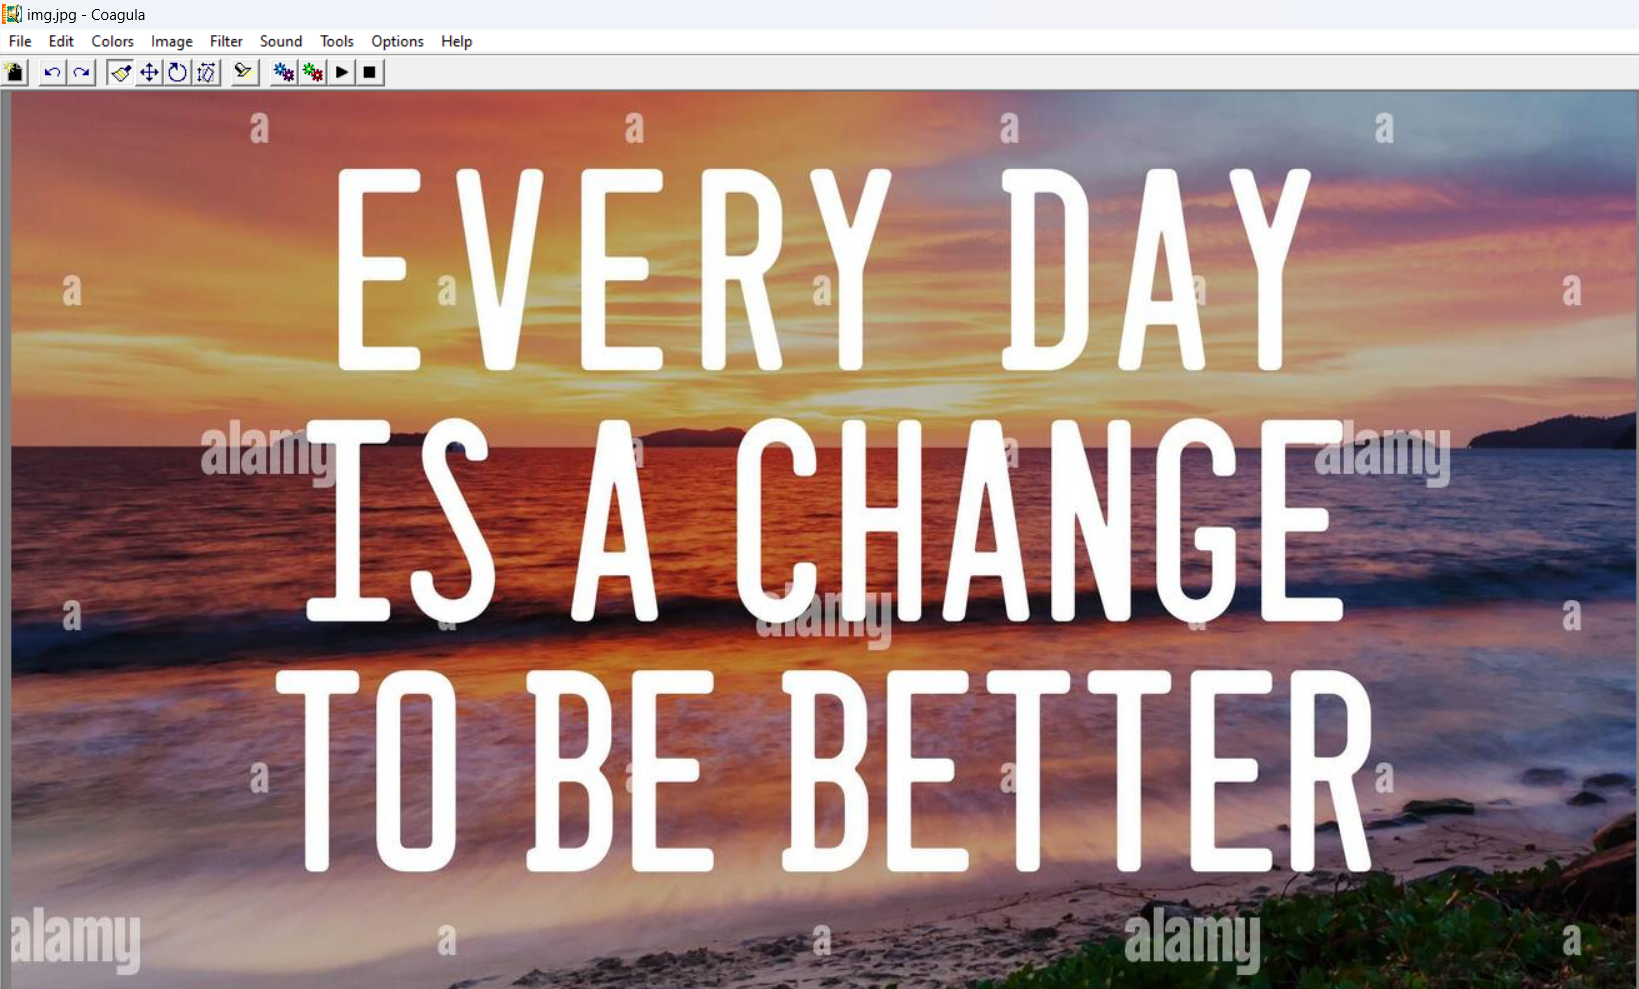 img.jpg - Coagula
File Edit Colors Image Filter Sound Tools Options Help
a a a a
EVERY DAY
a a a a a
alamy a a alamy
IS A CHANGE
a alamy a
TO BE BETTER
a a a a
alamy a a alamy a